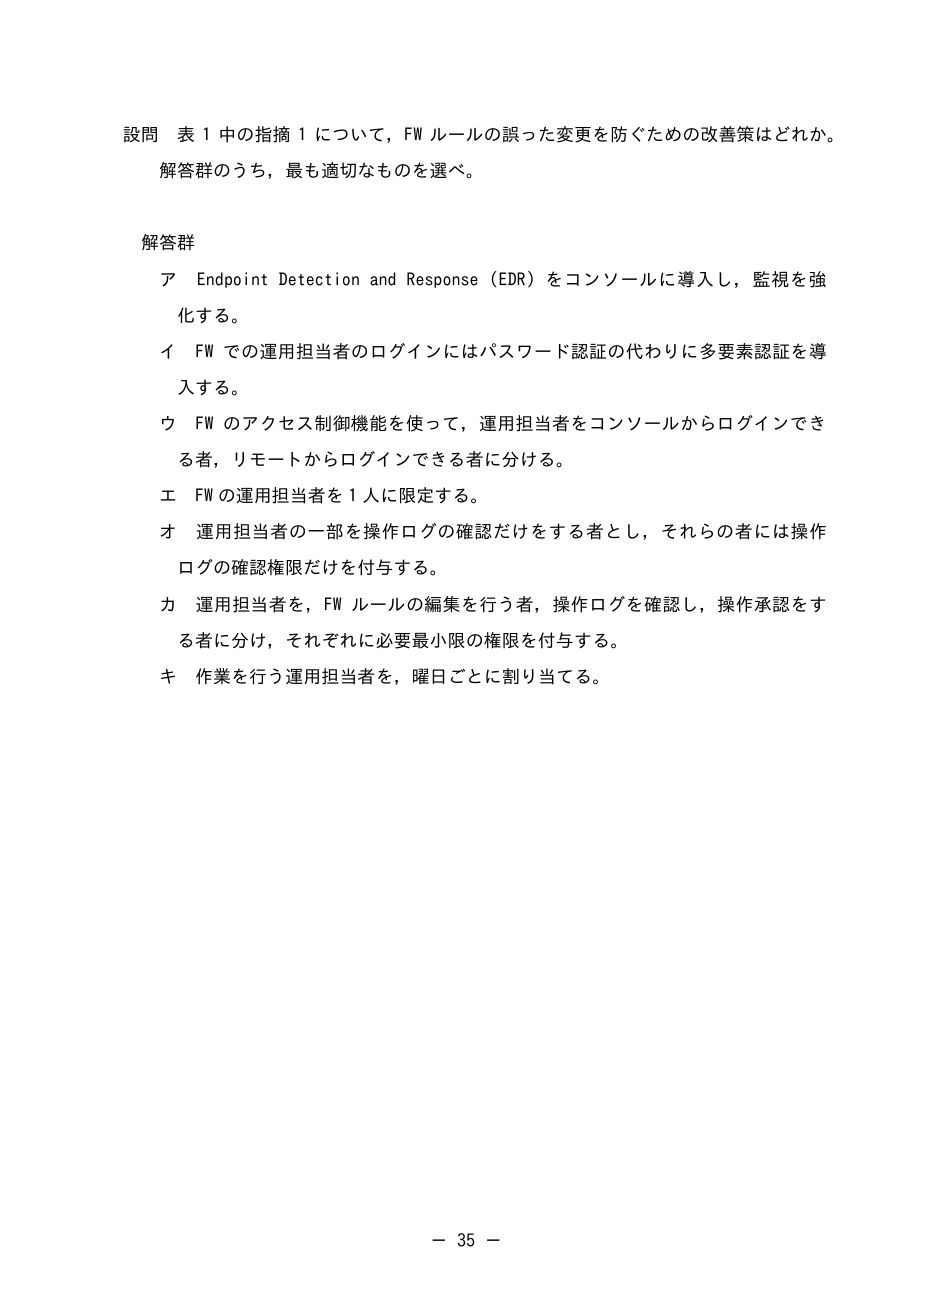 設問　表 1 中の指摘 1 について，FW ルールの誤った変更を防ぐための改善策はどれか。
解答群のうち，最も適切なものを選べ。
解答群
ア　Endpoint Detection and Response（EDR）をコンソールに導入し，監視を強
化する。
イ　FW での運用担当者のログインにはパスワード認証の代わりに多要素認証を導
入する。
ウ　FW のアクセス制御機能を使って，運用担当者をコンソールからログインでき
る者，リモートからログインできる者に分ける。
エ　FW の運用担当者を 1 人に限定する。
オ　運用担当者の一部を操作ログの確認だけをする者とし，それらの者には操作
ログの確認権限だけを付与する。
カ　運用担当者を，FW ルールの編集を行う者，操作ログを確認し，操作承認をす
る者に分け，それぞれに必要最小限の権限を付与する。
キ　作業を行う運用担当者を，曜日ごとに割り当てる。
－ 35 －